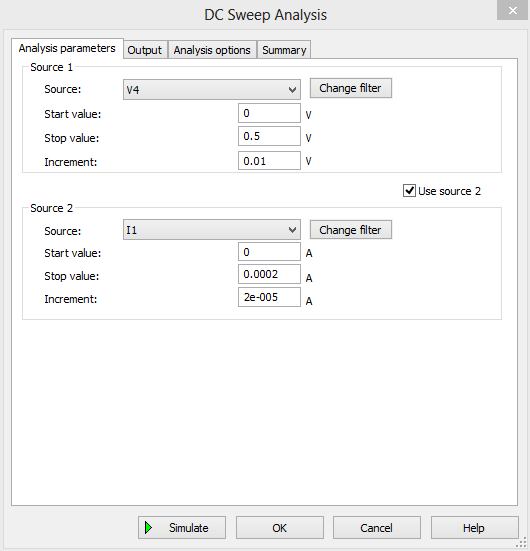 DC Sweep Analysis
Analysis parameters Output Analysis options Summary
Source 1
Source: V4 Change filter
Start value: 0 V
Stop value: 0.5 V
Increment: 0.01 V
Use source 2
Source 2
Source: I1 Change filter
Start value: 0 A
Stop value: 0.0002 A
Increment: 2e-005 A
Simulate OK Cancel Help